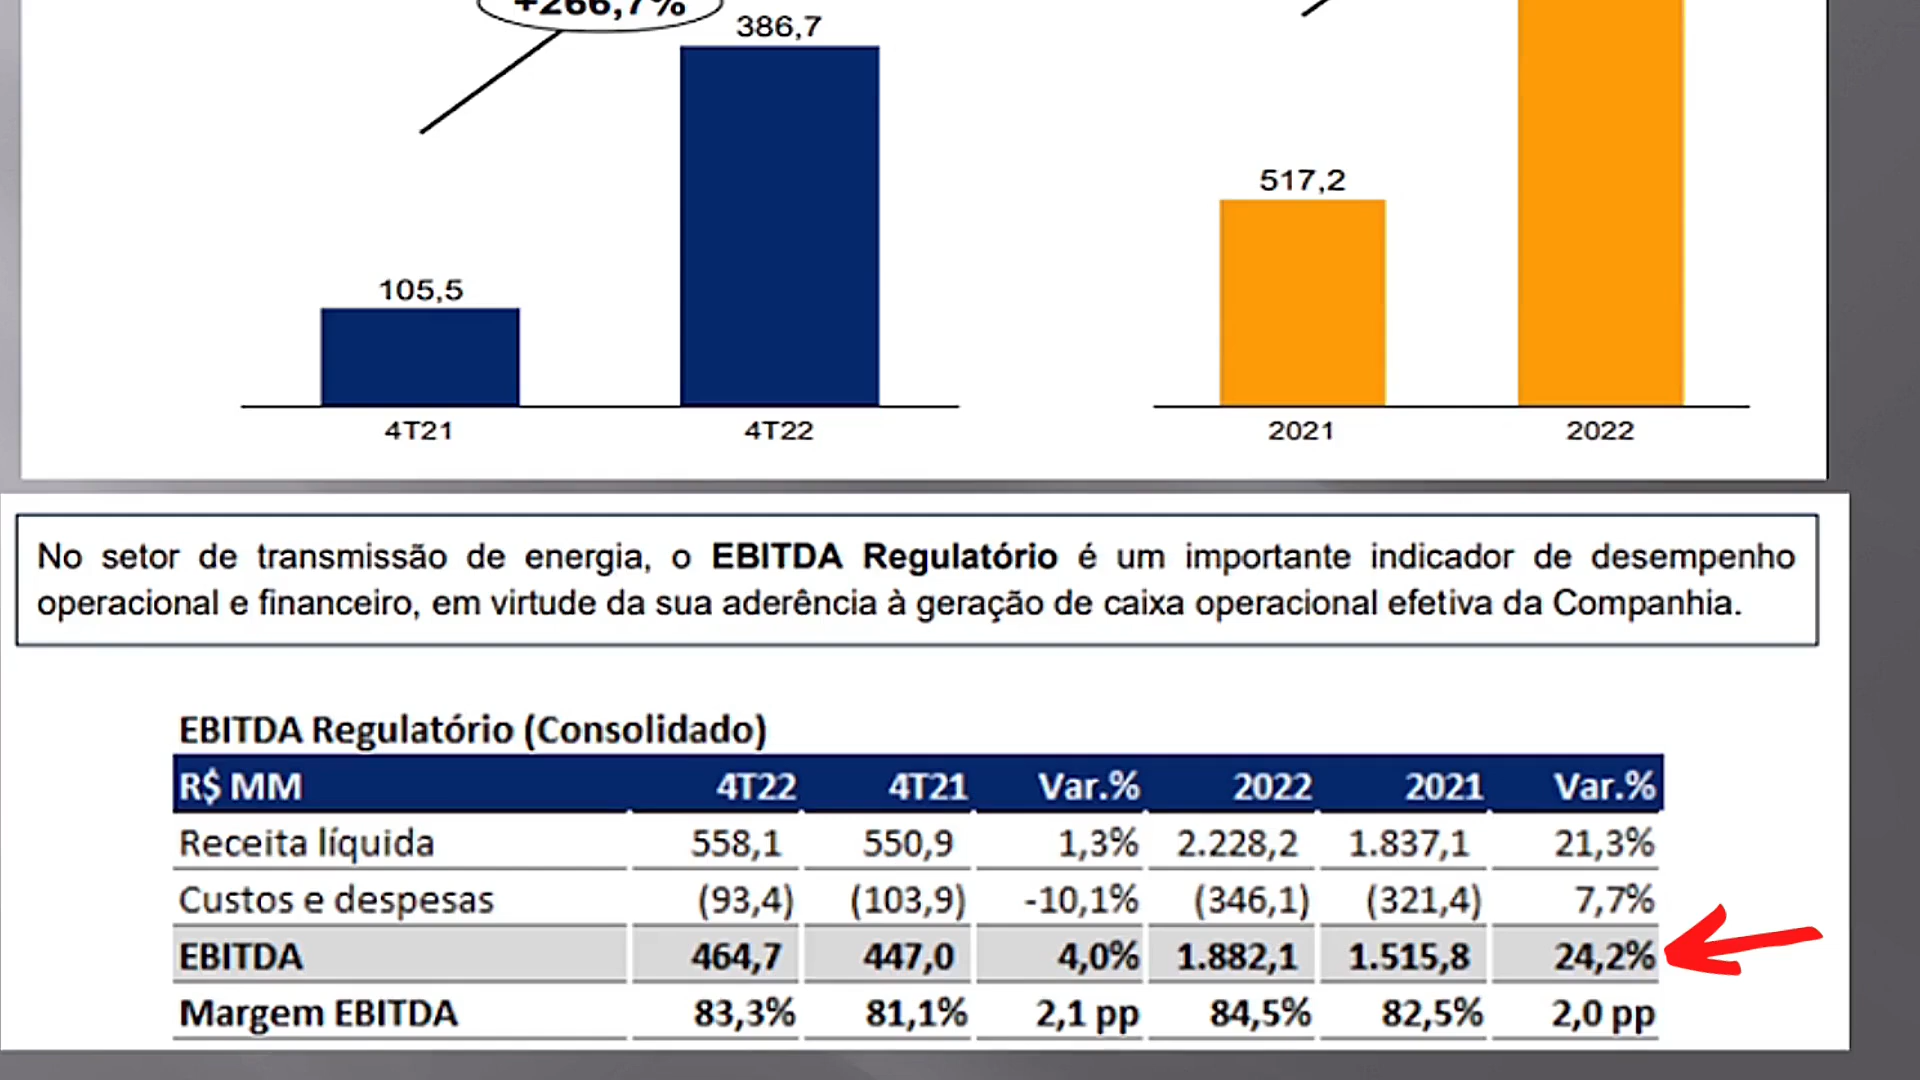 +266,7%
386,7
517,2
105,5
4T21 4T22 2021 2022
No setor de transmissão de energia, o EBITDA Regulatório é um importante indicador de desempenho
operacional e financeiro, em virtude da sua aderência à geração de caixa operacional efetiva da Companhia.
EBITDA Regulatório (Consolidado)
R$ MM 4T22 4T21 Var.% 2022 2021 Var.%
Receita líquida 558,1 550,9 1,3% 2.228,2 1.837,1 21,3%
Custos e despesas (93,4) (103,9) -10,1% (346,1) (321,4) 7,7%
EBITDA 464,7 447,0 4,0% 1.882,1 1.515,8 24,2%
Margem EBITDA 83,3% 81,1% 2,1 pp 84,5% 82,5% 2,0 pp